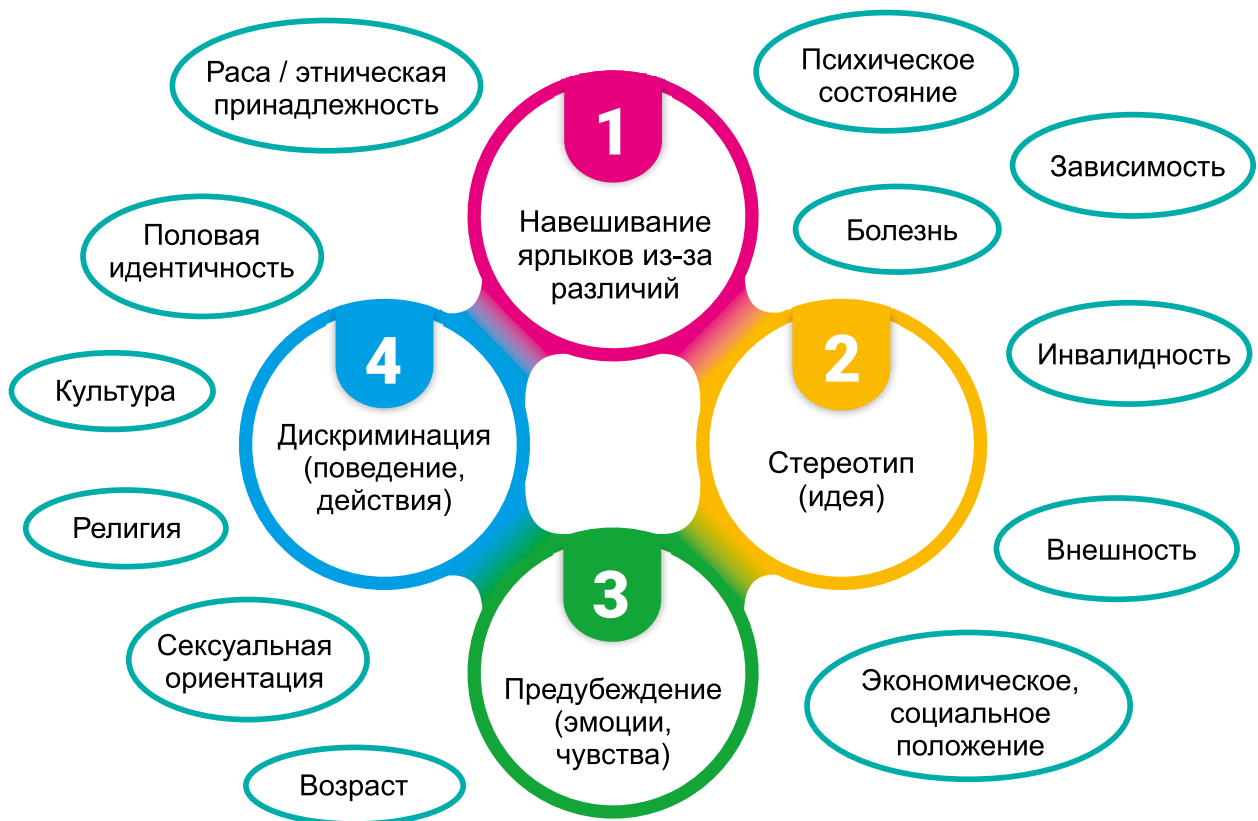 Раса / этническая
принадлежность
Психическое
состояние
1
Зависимость
Навешивание
ярлыков из-за
различий
Болезнь
Половая
идентичность
4
2
Инвалидность
Культура
Дискриминация
(поведение,
действия)
Стереотип
(идея)
Религия
Внешность
3
Сексуальная
ориентация
Предубеждение
(эмоции,
чувства)
Экономическое,
социальное
положение
Возраст